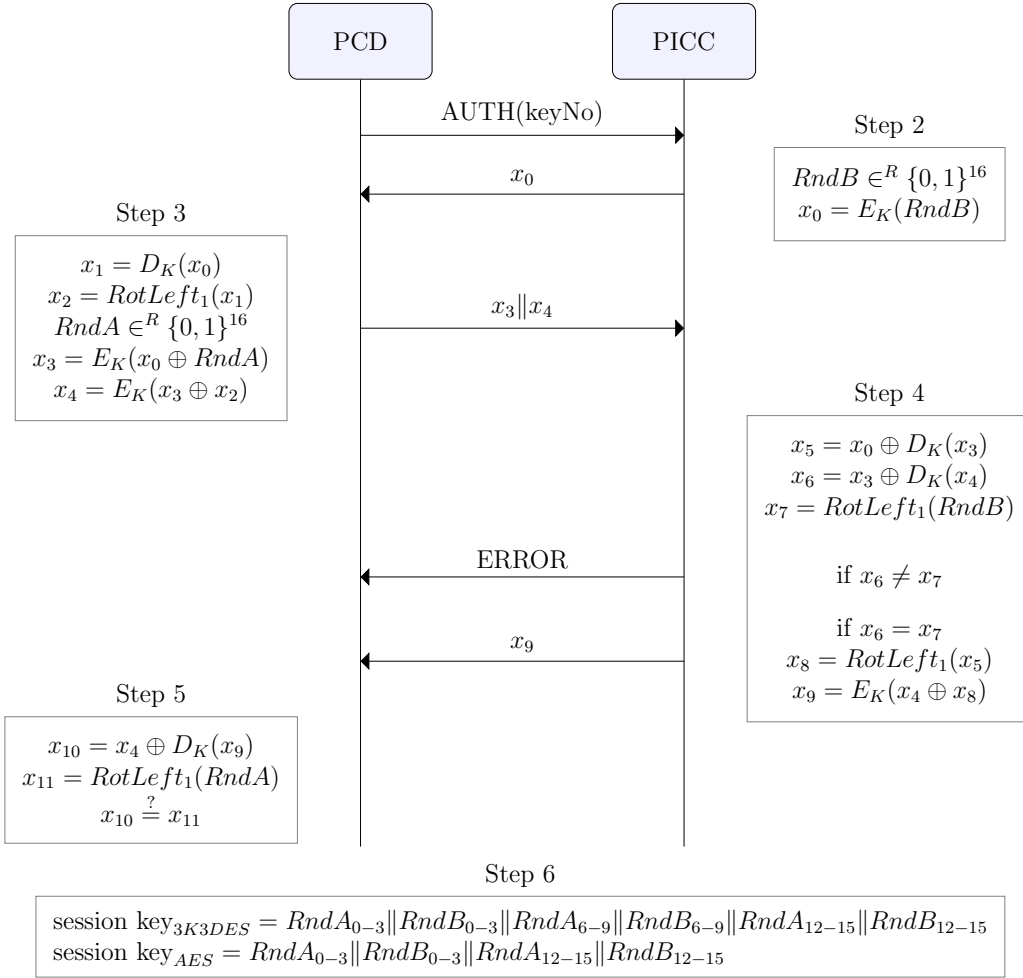 PCD
PICC
AUTH(keyNo)
Step 2
RndB ∈^R {0, 1}^16
x_0 = E_K(RndB)
x_0
Step 3
x_1 = D_K(x_0)
x_2 = RotLeft_1(x_1)
RndA ∈^R {0, 1}^16
x_3 = E_K(x_0 ⊕ RndA)
x_4 = E_K(x_3 ⊕ x_2)
x_3‖x_4
Step 4
x_5 = x_0 ⊕ D_K(x_3)
x_6 = x_3 ⊕ D_K(x_4)
x_7 = RotLeft_1(RndB)
ERROR
if x_6 ≠ x_7
if x_6 = x_7
x_8 = RotLeft_1(x_5)
x_9 = E_K(x_4 ⊕ x_8)
x_9
Step 5
x_10 = x_4 ⊕ D_K(x_9)
x_11 = RotLeft_1(RndA)
x_10 ≟ x_11
Step 6
session key_3K3DES = RndA_0−3‖RndB_0−3‖RndA_6−9‖RndB_6−9‖RndA_12−15‖RndB_12−15
session key_AES = RndA_0−3‖RndB_0−3‖RndA_12−15‖RndB_12−15